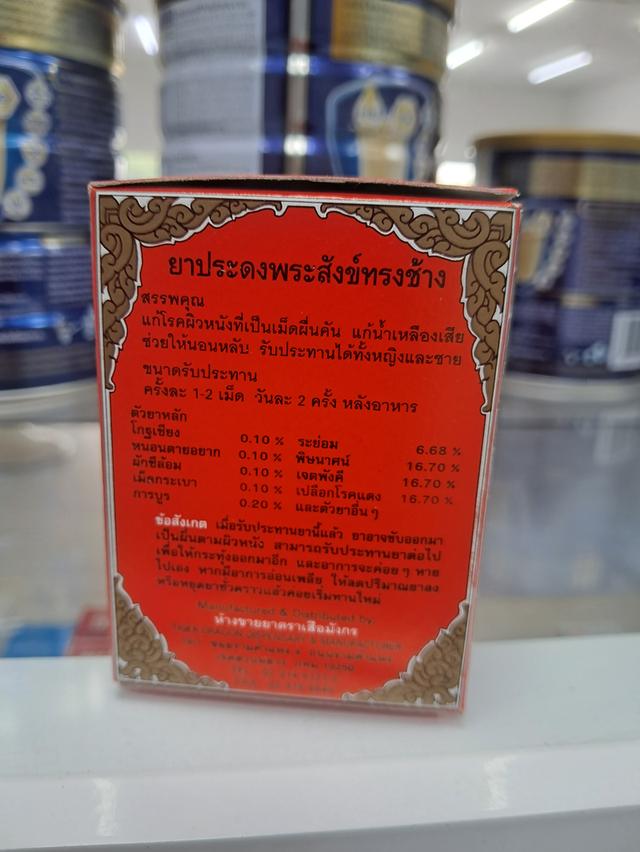 ยาประดงพระสังข์ทรงช้าง
สรรพคุณ
แก้โรคผิวหนังที่เป็นเม็ดผื่นคัน แก้น้ำเหลืองเสีย
ช่วยให้นอนหลับ รับประทานได้ทั้งหญิงและชาย
ขนาดรับประทาน
ครั้งละ 1-2 เม็ด วันละ 2 ครั้ง หลังอาหาร
ตัวยาหลัก
โกฐเชียง 0.10 % ระย่อม 6.68 %
หนอนตายอยาก 0.10 % พิษนาศน์ 16.70 %
ผักชีล้อม 0.10 % เจตพังคี 16.70 %
เม็ลกระเบา 0.10 % เปลือกโรคแดง 16.70 %
การบูร 0.20 % และตัวยาอื่นๆ
ข้อสังเกต เมื่อรับประทานยานี้แล้ว ยาอาจขับออกมา
เป็นผื่นตามผิวหนัง สามารถรับประทานยาต่อไป
เพื่อให้กระทุ้งออกมาอีก และอาการจะค่อยๆ หาย
ไปเอง หากมีอาการอ่อนเพลีย ให้ลดปริมาณยาลง
หรือหยุดยาชั่วคราวแล้วค่อยเริ่มทานใหม่
Manufactured & Distributed by:
ห้างขายยาตราเสือมังกร
TIGER DRAGON DISPENSARY & MANUFACTURER